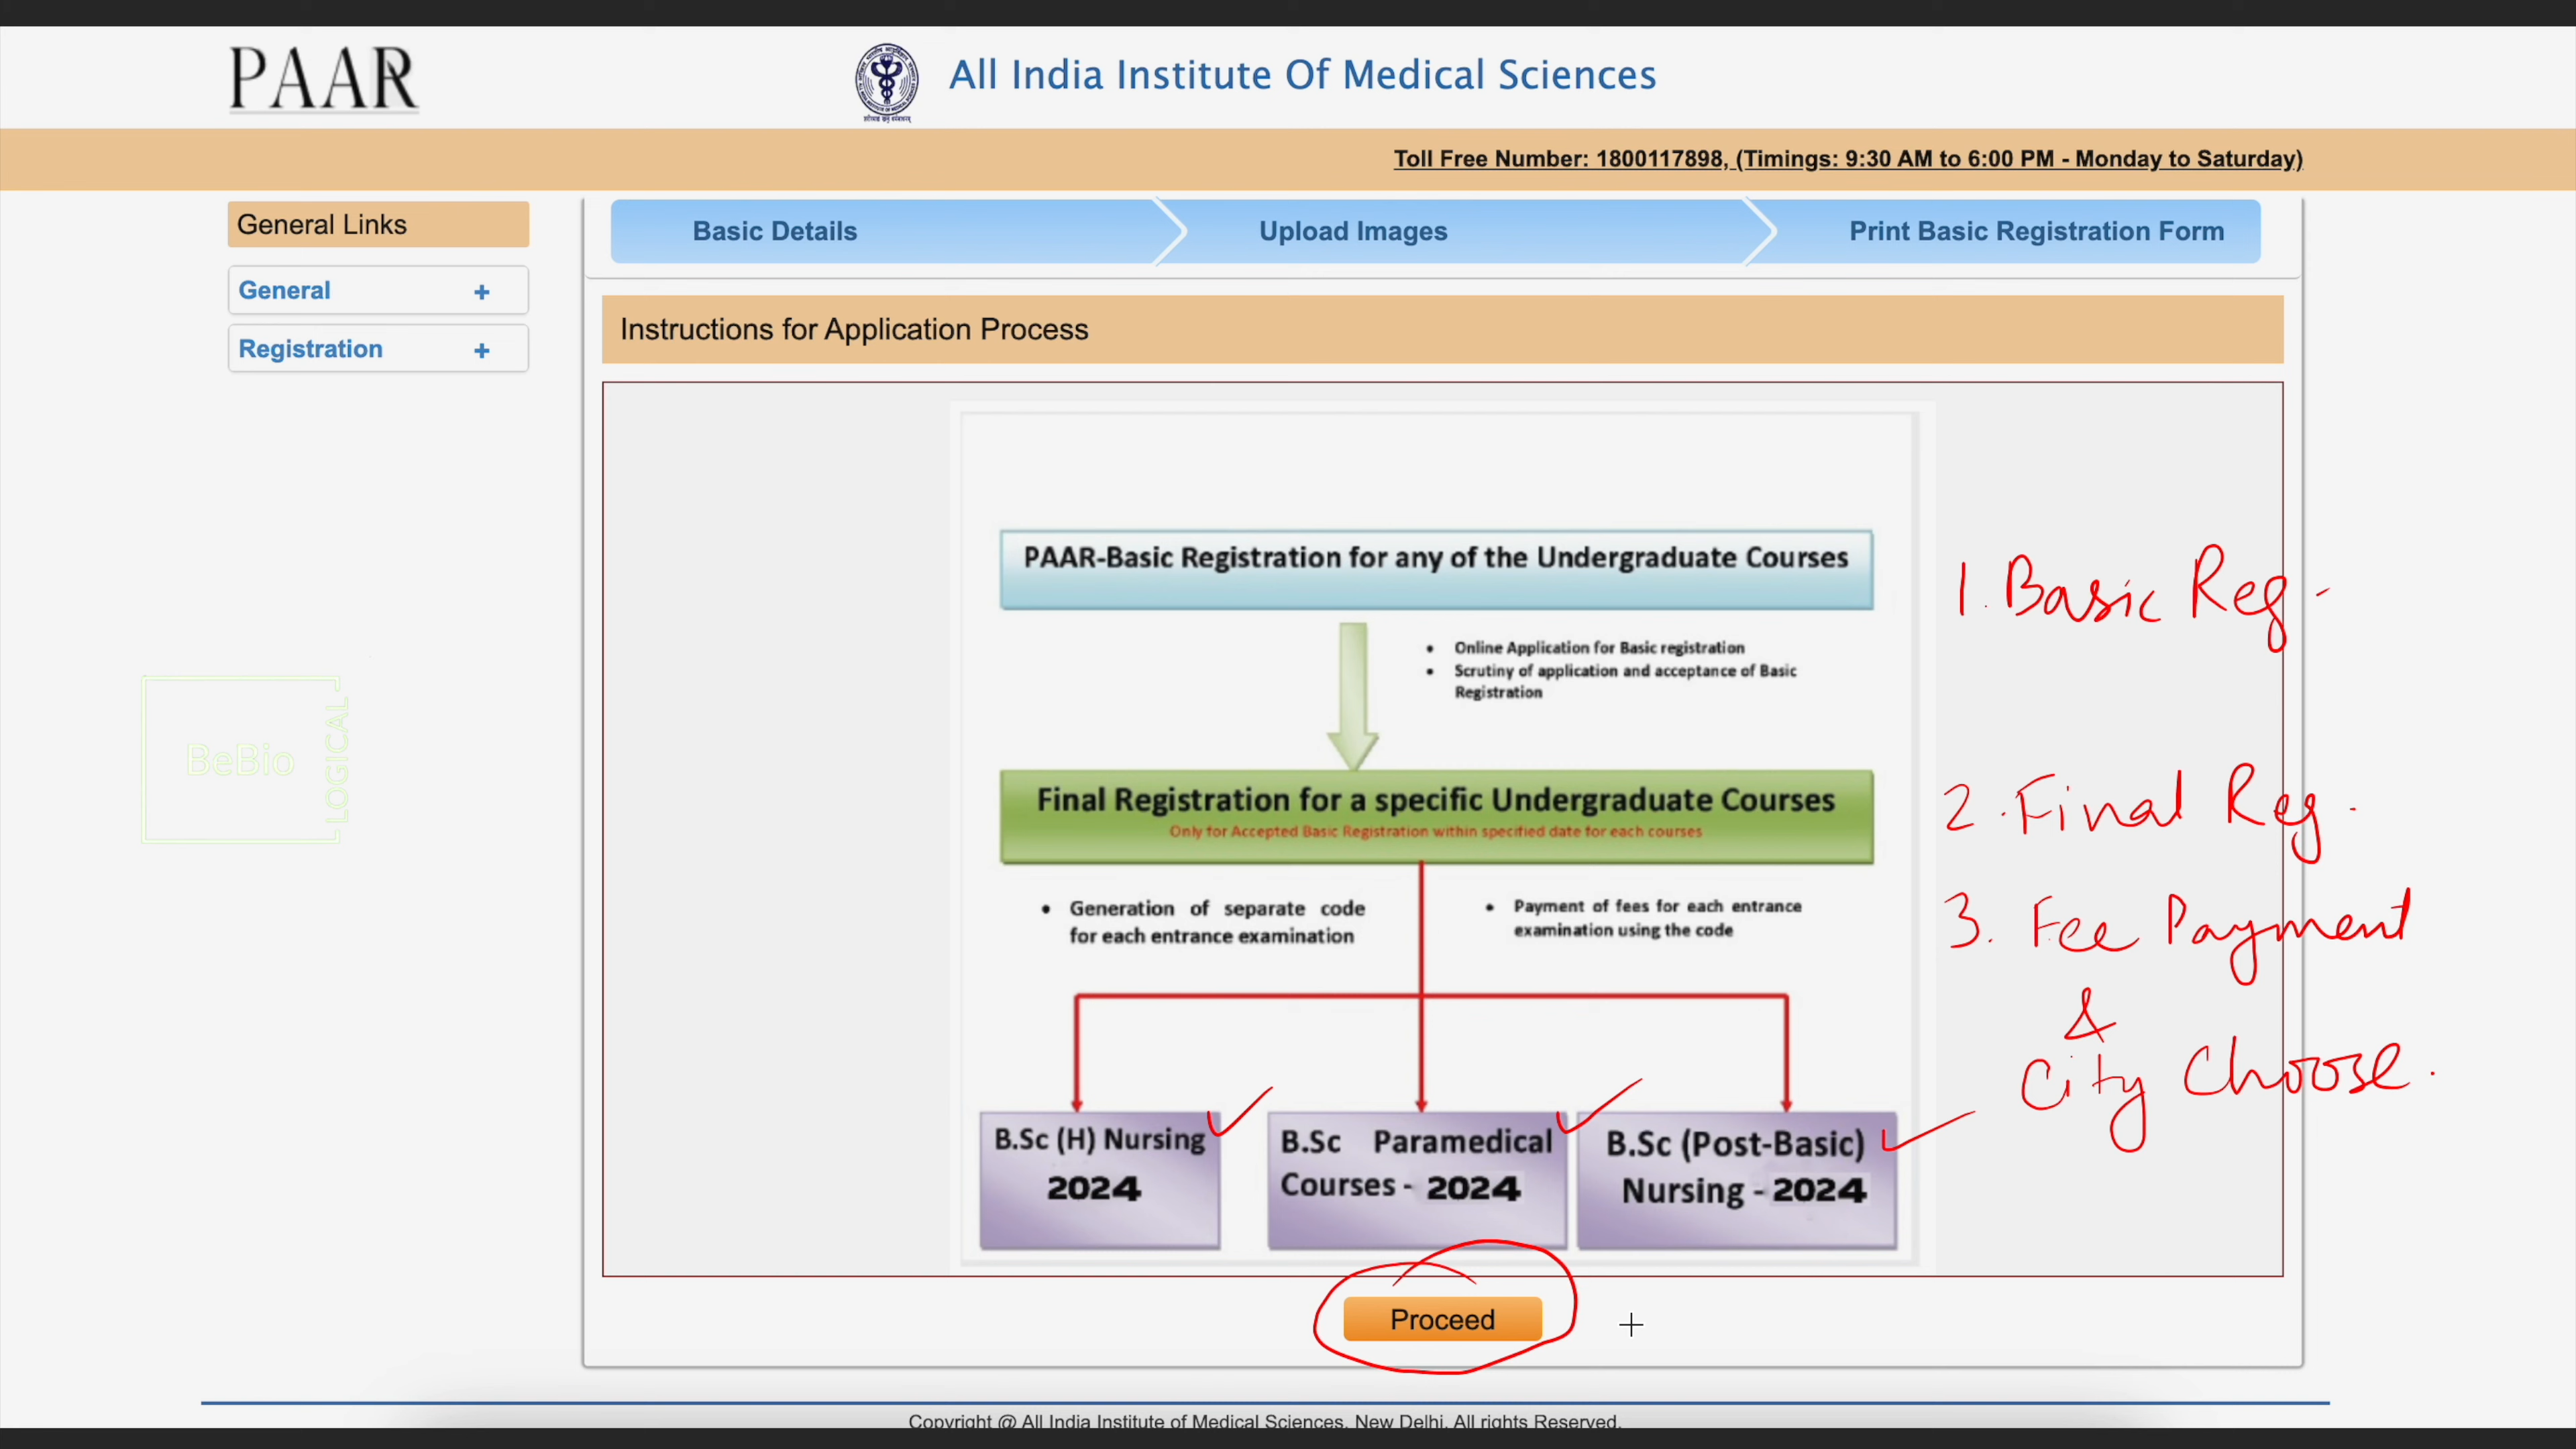 PAAR
All India Institute Of Medical Sciences
Toll Free Number: 1800117898, (Timings: 9:30 AM to 6:00 PM - Monday to Saturday)
General Links
General +
Registration +
Basic Details
Upload Images
Print Basic Registration Form
Instructions for Application Process
PAAR-Basic Registration for any of the Undergraduate Courses
1. Basic Reg.
• Online Application for Basic registration
• Scrutiny of application and acceptance of Basic
Registration
BeBio
LOGICAL
Final Registration for a specific Undergraduate Courses
Only for Accepted Basic Registration within specified date for each courses
2. Final Reg.
• Generation of separate code
for each entrance examination
• Payment of fees for each entrance
examination using the code
3. Fee Payment
&
City Choose.
B.Sc (H) Nursing
2024
B.Sc Paramedical
Courses - 2024
B.Sc (Post-Basic)
Nursing - 2024
Proceed
Copyright @ All India Institute of Medical Sciences, New Delhi. All rights Reserved.